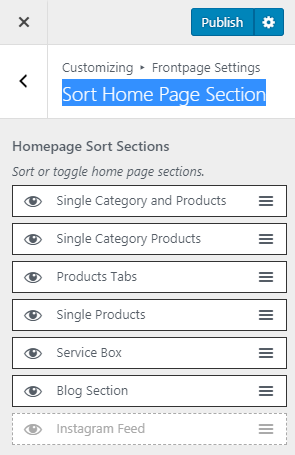 Publish
Customizing ▸ Frontpage Settings
Sort Home Page Section
Homepage Sort Sections
Sort or toggle home page sections.
Single Category and Products
Single Category Products
Products Tabs
Single Products
Service Box
Blog Section
Instagram Feed